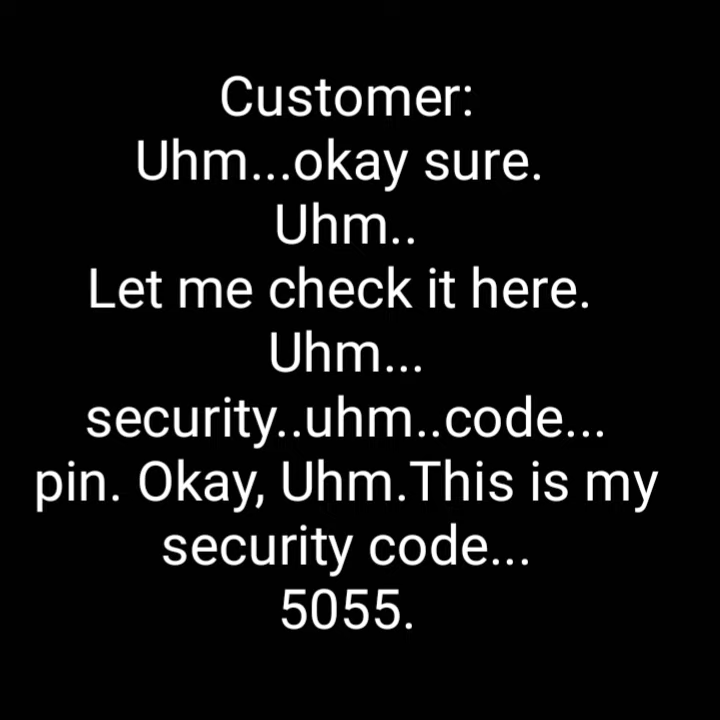 Customer:
Uhm...okay sure.
Uhm..
Let me check it here.
Uhm...
security..uhm..code...
pin. Okay, Uhm.This is my
security code...
5055.